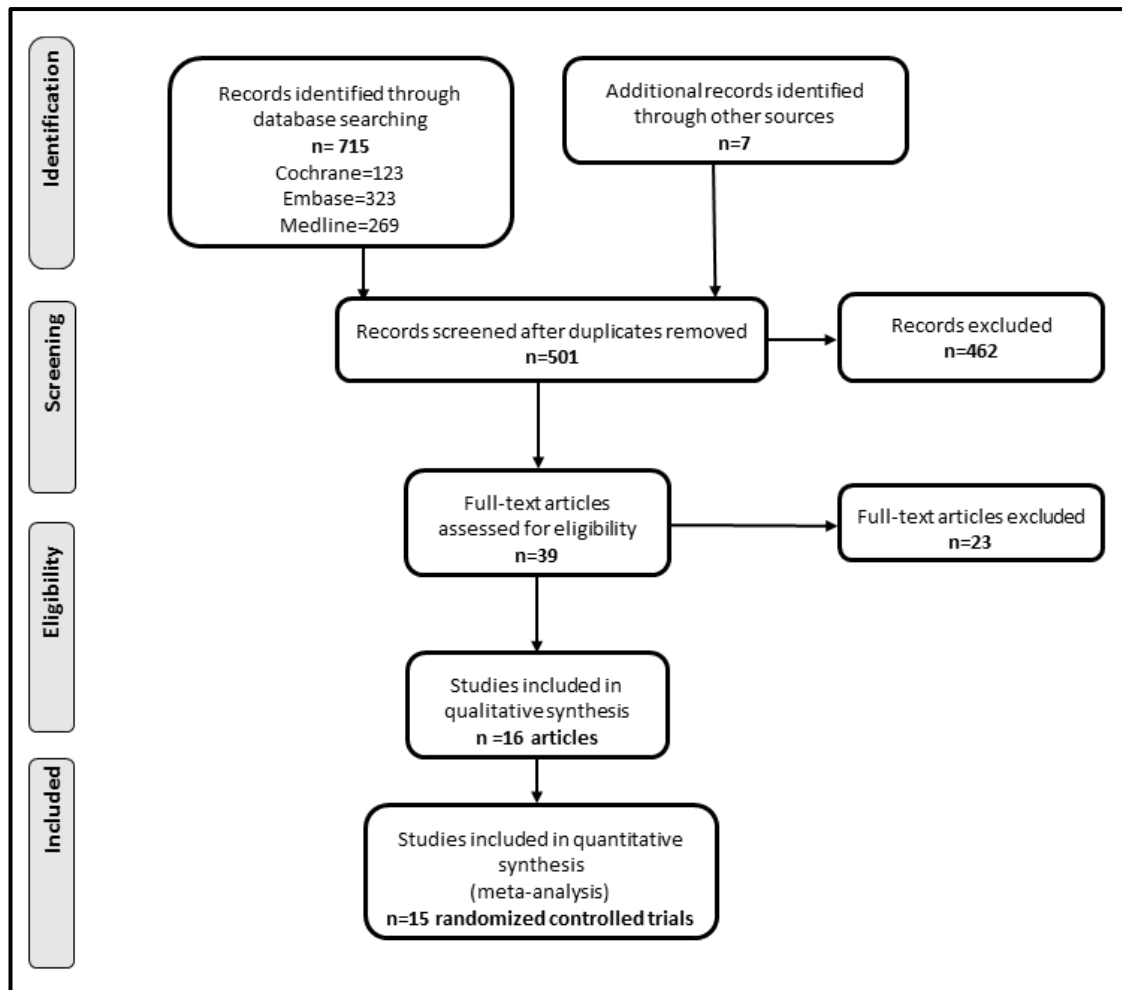 Identification
Records identified through
database searching
n= 715
Cochrane=123
Embase=323
Medline=269
Additional records identified
through other sources
n=7
Screening
Records screened after duplicates removed
n=501
Records excluded
n=462
Eligibility
Full-text articles
assessed for eligibility
n=39
Full-text articles excluded
n=23
Studies included in
qualitative synthesis
n =16 articles
Included
Studies included in quantitative
synthesis
(meta-analysis)
n=15 randomized controlled trials